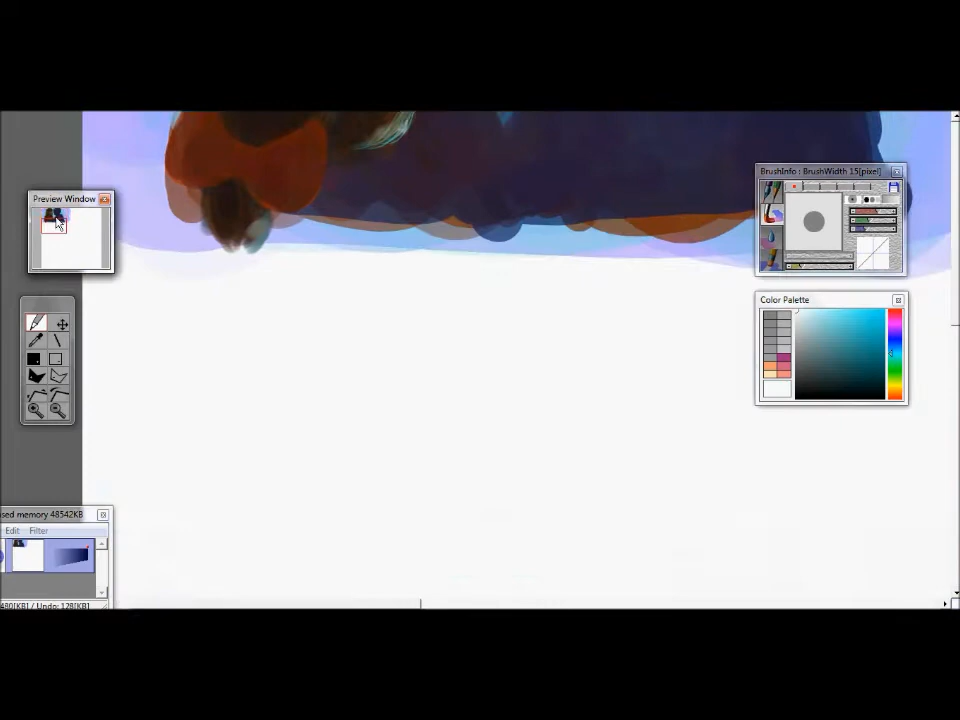 BrushInfo : BrushWidth 15[pixel]
Preview Window
Color Palette
sed memory 48542KB
Edit Filter
480[KB] / Undo: 128[KB]